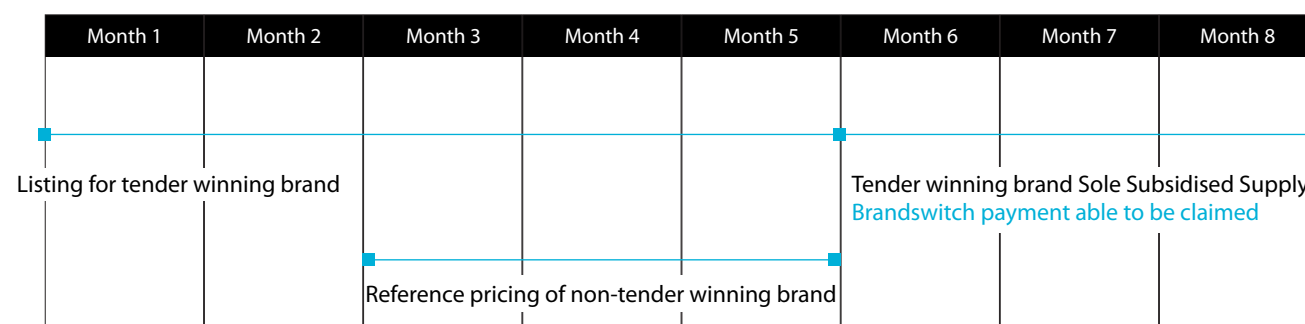 Month 1 Month 2 Month 3 Month 4 Month 5 Month 6 Month 7 Month 8
Listing for tender winning brand
Tender winning brand Sole Subsidised Supply
Brandswitch payment able to be claimed
Reference pricing of non-tender winning brand